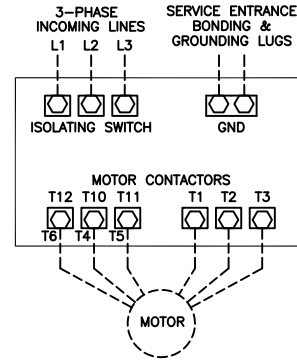 3-PHASE
INCOMING LINES
L1 L2 L3
SERVICE ENTRANCE
BONDING &
GROUNDING LUGS
ISOLATING SWITCH
GND
MOTOR CONTACTORS
T12 T10 T11 T1 T2 T3
T6 T4 T5
MOTOR